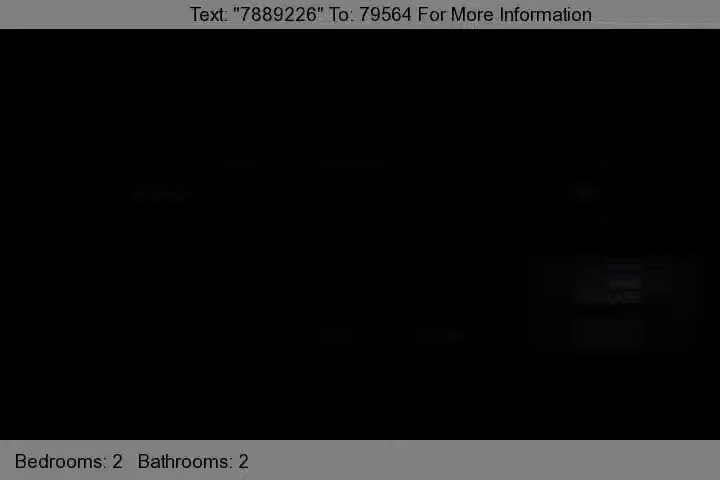 Text: "7889226" To: 79564 For More Information
Bedrooms: 2 Bathrooms: 2